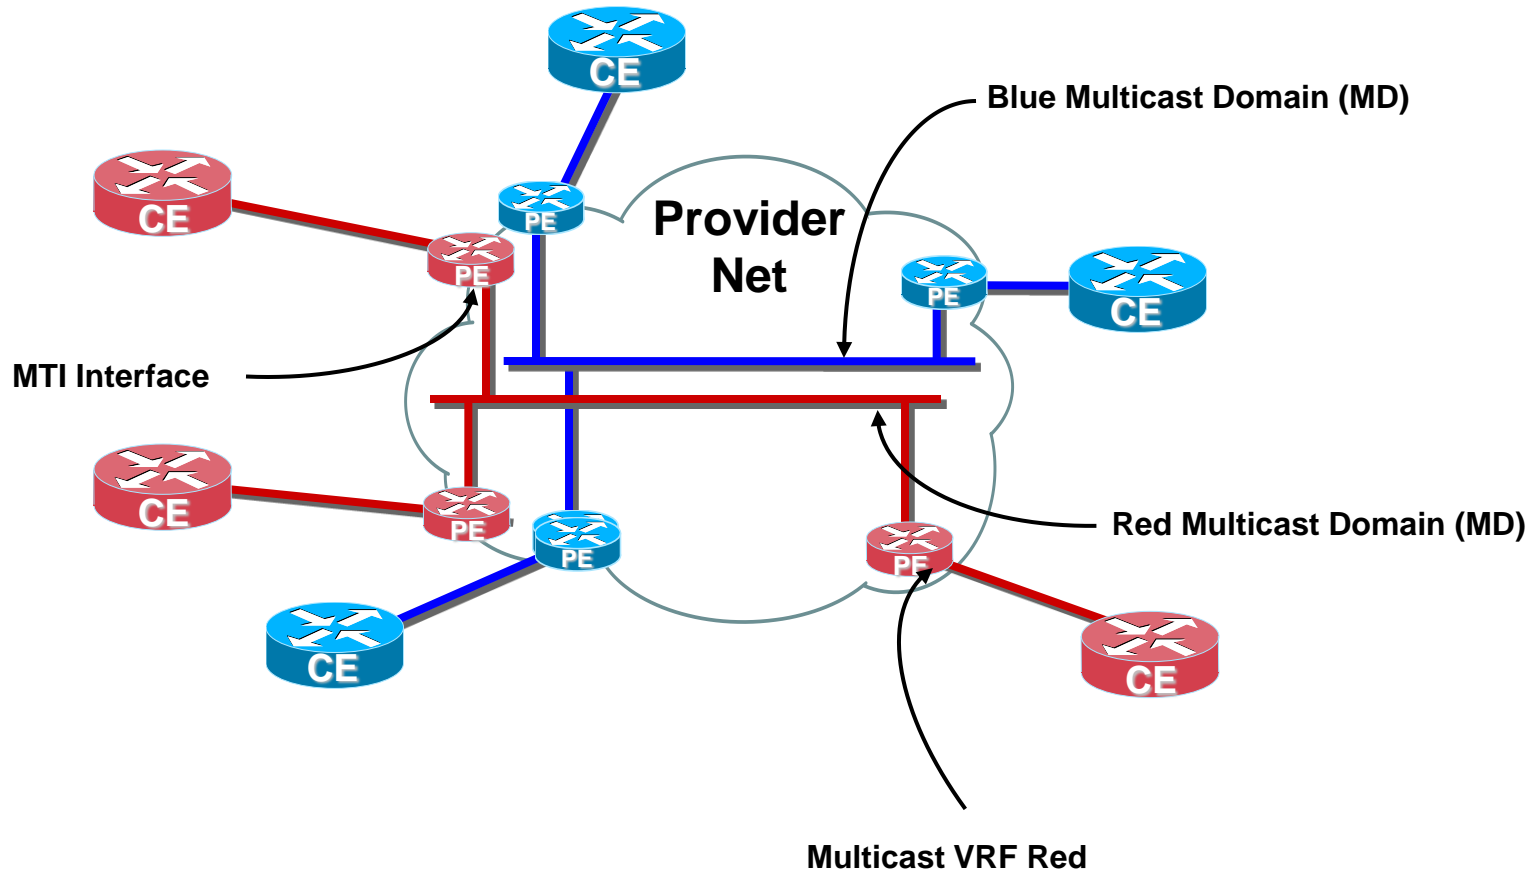 CE
Blue Multicast Domain (MD)
CE
PE
Provider
Net
PE
PE
CE
MTI Interface
CE
PE
PE
PE
Red Multicast Domain (MD)
CE
CE
Multicast VRF Red